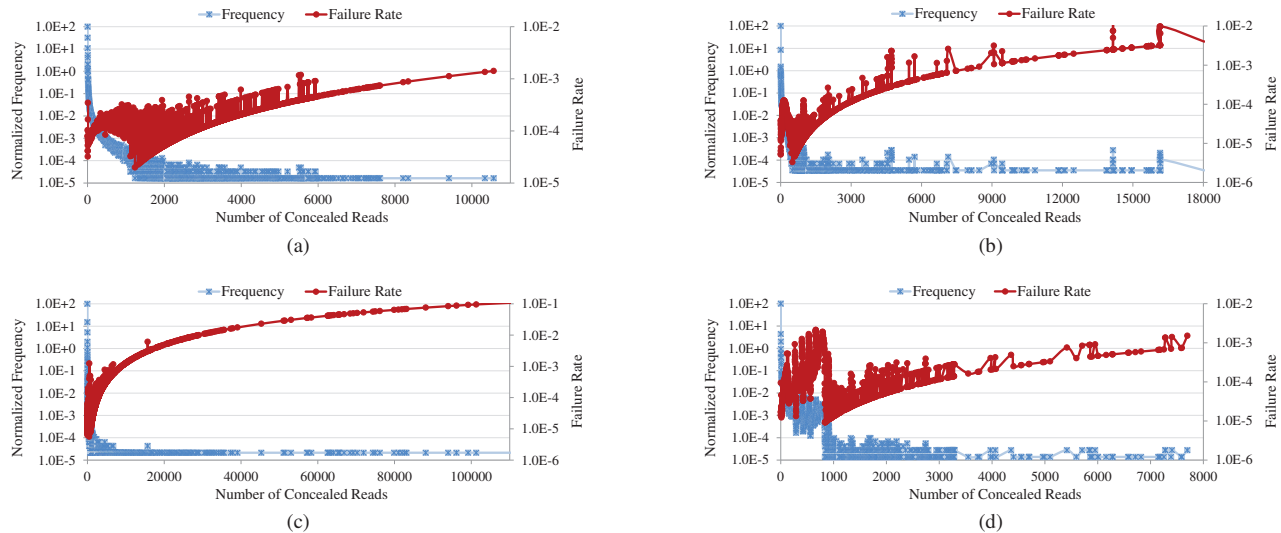 Frequency Failure Rate
1.0E+2 1.0E-2
1.0E+1
1.0E+0 1.0E-3
1.0E-1
1.0E-2
1.0E-3 1.0E-4
1.0E-4
1.0E-5 1.0E-5
0 2000 4000 6000 8000 10000
Normalized Frequency
Failure Rate
Number of Concealed Reads
(a)
Frequency Failure Rate
1.0E+2 1.0E-2
1.0E+1
1.0E+0 1.0E-3
1.0E-1
1.0E-2 1.0E-4
1.0E-3
1.0E-4 1.0E-5
1.0E-5 1.0E-6
0 3000 6000 9000 12000 15000 18000
Normalized Frequency
Failure Rate
Number of Concealed Reads
(b)
Frequency Failure Rate
1.0E+2 1.0E-1
1.0E+1 1.0E-2
1.0E+0
1.0E-1 1.0E-3
1.0E-2
1.0E-3 1.0E-4
1.0E-4 1.0E-5
1.0E-5 1.0E-6
0 20000 40000 60000 80000 100000
Normalized Frequency
Failure Rate
Number of Concealed Reads
(c)
Frequency Failure Rate
1.0E+2 1.0E-2
1.0E+1
1.0E+0 1.0E-3
1.0E-1
1.0E-2 1.0E-4
1.0E-3
1.0E-4 1.0E-5
1.0E-5 1.0E-6
0 1000 2000 3000 4000 5000 6000 7000 8000
Normalized Frequency
Failure Rate
Number of Concealed Reads
(d)